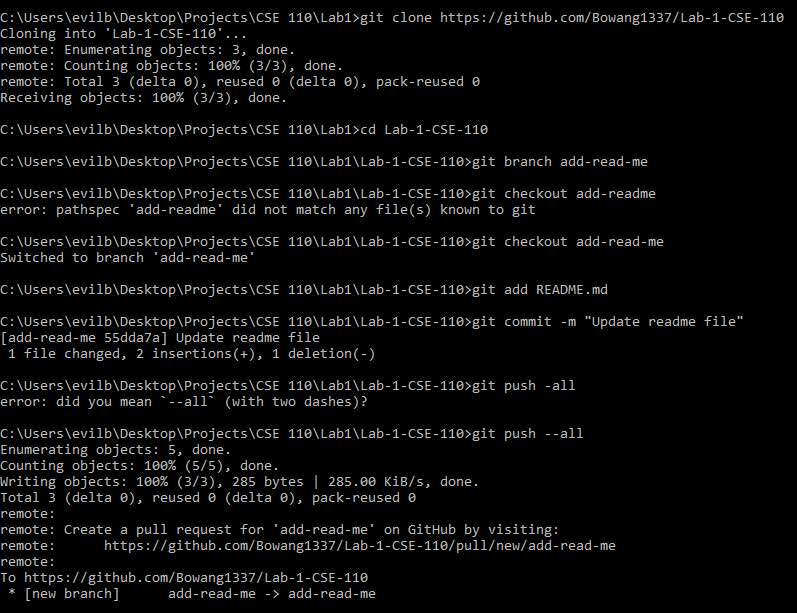 C:\Users\evilb\Desktop\Projects\CSE 110\Lab1>git clone https://github.com/Bowang1337/Lab-1-CSE-110
Cloning into 'Lab-1-CSE-110'...
remote: Enumerating objects: 3, done.
remote: Counting objects: 100% (3/3), done.
remote: Total 3 (delta 0), reused 0 (delta 0), pack-reused 0
Receiving objects: 100% (3/3), done.
C:\Users\evilb\Desktop\Projects\CSE 110\Lab1>cd Lab-1-CSE-110
C:\Users\evilb\Desktop\Projects\CSE 110\Lab1\Lab-1-CSE-110>git branch add-read-me
C:\Users\evilb\Desktop\Projects\CSE 110\Lab1\Lab-1-CSE-110>git checkout add-readme
error: pathspec 'add-readme' did not match any file(s) known to git
C:\Users\evilb\Desktop\Projects\CSE 110\Lab1\Lab-1-CSE-110>git checkout add-read-me
Switched to branch 'add-read-me'
C:\Users\evilb\Desktop\Projects\CSE 110\Lab1\Lab-1-CSE-110>git add README.md
C:\Users\evilb\Desktop\Projects\CSE 110\Lab1\Lab-1-CSE-110>git commit -m "Update readme file"
[add-read-me 55dda7a] Update readme file
 1 file changed, 2 insertions(+), 1 deletion(-)
C:\Users\evilb\Desktop\Projects\CSE 110\Lab1\Lab-1-CSE-110>git push -all
error: did you mean `--all` (with two dashes)?
C:\Users\evilb\Desktop\Projects\CSE 110\Lab1\Lab-1-CSE-110>git push --all
Enumerating objects: 5, done.
Counting objects: 100% (5/5), done.
Writing objects: 100% (3/3), 285 bytes | 285.00 KiB/s, done.
Total 3 (delta 0), reused 0 (delta 0), pack-reused 0
remote:
remote: Create a pull request for 'add-read-me' on GitHub by visiting:
remote:      https://github.com/Bowang1337/Lab-1-CSE-110/pull/new/add-read-me
remote:
To https://github.com/Bowang1337/Lab-1-CSE-110
 * [new branch]      add-read-me -> add-read-me